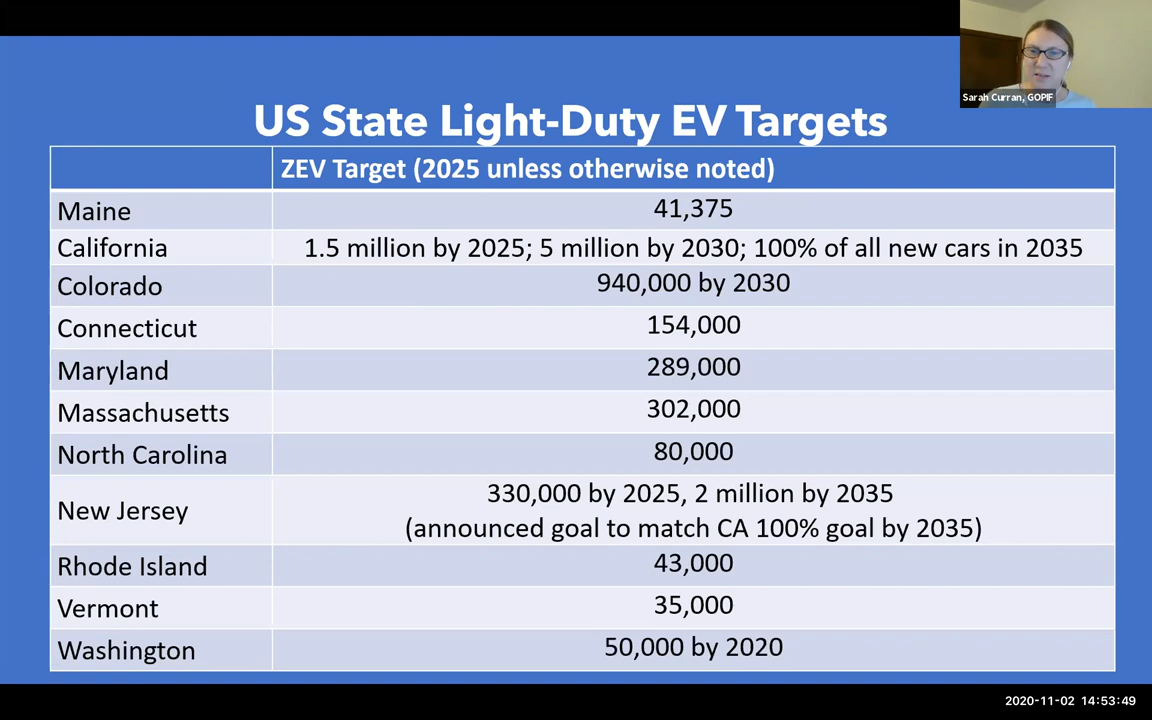 Sarah Curran, GOPIF
US State Light-Duty EV Targets
ZEV Target (2025 unless otherwise noted)
Maine 41,375
California 1.5 million by 2025; 5 million by 2030; 100% of all new cars in 2035
Colorado 940,000 by 2030
Connecticut 154,000
Maryland 289,000
Massachusetts 302,000
North Carolina 80,000
New Jersey 330,000 by 2025, 2 million by 2035
(announced goal to match CA 100% goal by 2035)
Rhode Island 43,000
Vermont 35,000
Washington 50,000 by 2020
2020-11-02 14:53:49